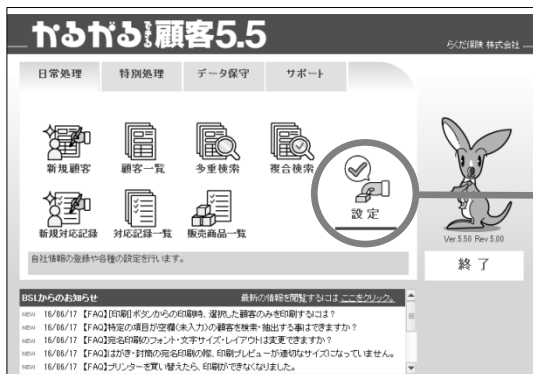 かるがるできる顧客5.5
らくだ保険 株式会社
日常処理 特別処理 データ保守 サポート
新規顧客 顧客一覧 多重検索 複合検索 設定
新規対応記録 対応記録一覧 販売商品一覧
Ver.5.50 Rev.5.00
自社情報の登録や各種の設定を行います。
終了
BSLからのお知らせ 最新の情報を閲覧するには ここをクリック。
NEW 16/06/17 【FAQ】[印刷]ボタンからの印刷時、選択した顧客のみを印刷するには？
NEW 16/06/17 【FAQ】特定の項目が空欄(未入力)の顧客を検索・抽出する事はできますか？
NEW 16/06/17 【FAQ】宛名印刷のフォント・文字サイズ・レイアウトは変更できますか？
NEW 16/06/17 【FAQ】はがき・封筒の宛名印刷の際、印刷プレビューが適切なサイズになっていません。
NEW 16/06/17 【FAQ】プリンターを買い替えたら、印刷ができなくなりました。